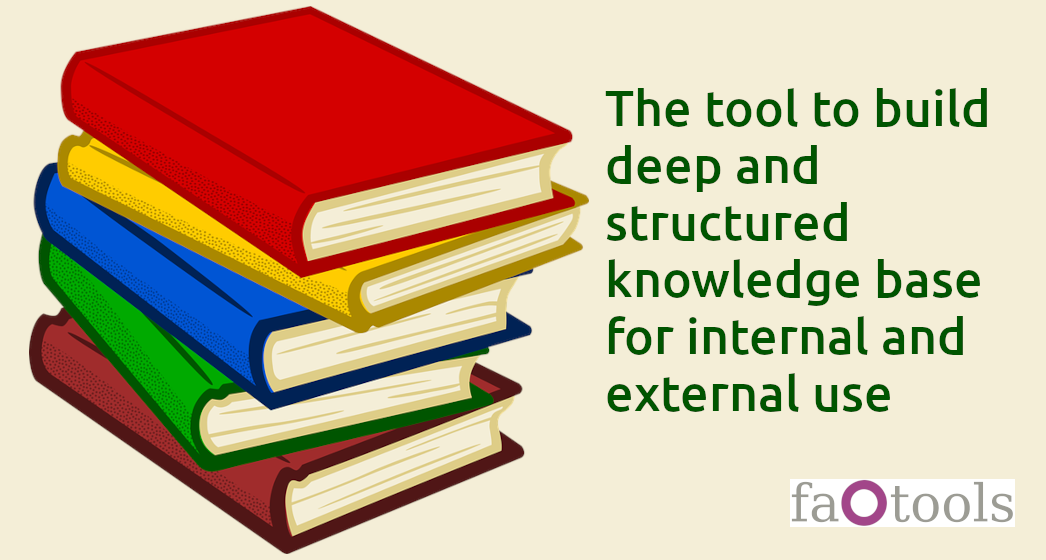 The tool to build
deep and
structured
knowledge base
for internal and
external use
faOtools